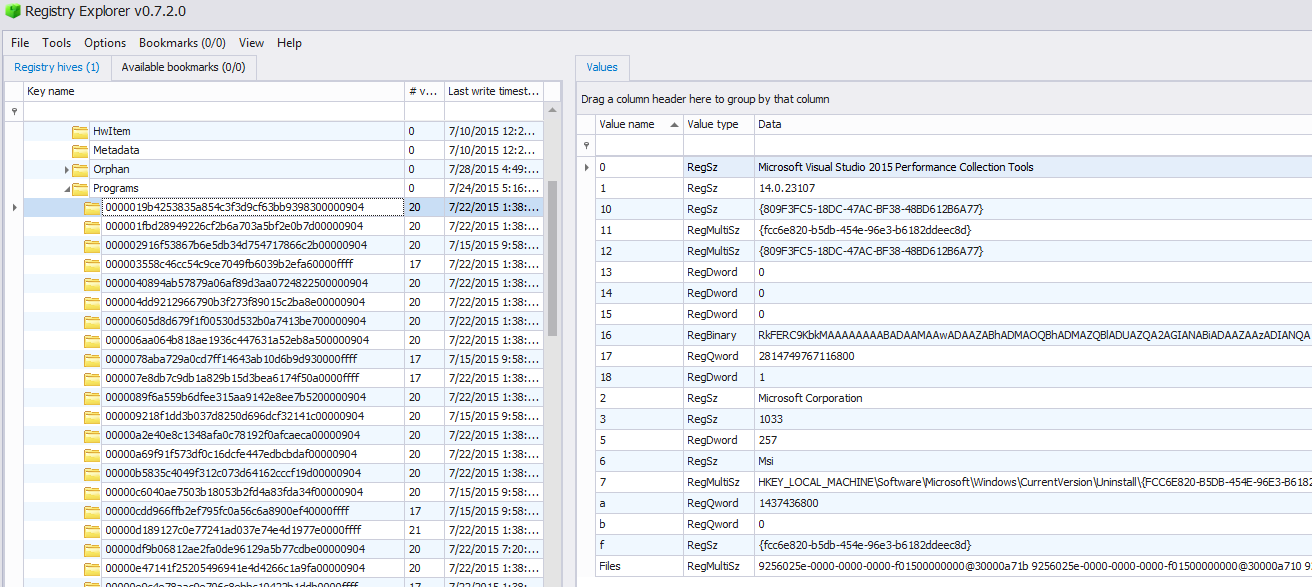 Registry Explorer v0.7.2.0
File Tools Options Bookmarks (0/0) View Help
Registry hives (1) Available bookmarks (0/0)
Key name # v... Last write timest...
HwItem 0 7/10/2015 12:2...
Metadata 0 7/10/2015 12:2...
Orphan 0 7/28/2015 4:49:...
Programs 0 7/24/2015 5:16:...
0000019b4253835a854c3f3d9cf63bb9398300000904 20 7/22/2015 1:38:...
000001fbd28949226cf2b6a703a5bf2e0b7d00000904 20 7/22/2015 1:38:...
000002916f53867b6e5db34d754717866c2b00000904 20 7/15/2015 9:58:...
000003558c46cc54c9ce7049fb6039b2efa60000ffff 17 7/22/2015 1:38:...
0000040894ab57879a06af89d3aa0724822500000904 20 7/22/2015 1:38:...
000004dd9212966790b3f273f89015c2ba8e00000904 20 7/22/2015 1:38:...
00000605d8d679f1f00530d532b0a7413be700000904 20 7/22/2015 1:38:...
000006aa064b818ae1936c447631a52eb8a500000904 20 7/22/2015 1:38:...
0000078aba729a0cd7ff14643ab10d6b9d930000ffff 17 7/15/2015 9:58:...
000007e8db7c9db1a829b15d3bea6174f50a0000ffff 17 7/22/2015 1:38:...
0000089f6a559b6dfee315aa9142e8ee7b5200000904 20 7/22/2015 1:38:...
000009218f1dd3b037d8250d696dcf32141c00000904 20 7/15/2015 9:58:...
00000a2e40e8c1348afa0c78192f0afcaeca00000904 20 7/22/2015 1:38:...
00000a69f91f573df0c16dcfe447edbcbdaf00000904 20 7/22/2015 1:38:...
00000b5835c4049f312c073d64162cccf19d00000904 20 7/22/2015 1:38:...
00000c6040ae7503b18053b2fd4a83fda34f00000904 20 7/15/2015 9:58:...
00000cdd966ffb2ef795fc0a56c6a8900ef40000ffff 17 7/15/2015 9:58:...
00000d189127c0e77241ad037e74e4d1977e0000ffff 21 7/22/2015 1:38:...
00000df9b06812ae2fa0de96129a5b77cdbe00000904 20 7/22/2015 7:20:...
00000e47141f25205496941e4d4266c1a9fa00000904 20 7/22/2015 1:38:...
Values
Drag a column header here to group by that column
Value name Value type Data
0 RegSz Microsoft Visual Studio 2015 Performance Collection Tools
1 RegSz 14.0.23107
10 RegSz {809F3FC5-18DC-47AC-BF38-48BD612B6A77}
11 RegMultiSz {fcc6e820-b5db-454e-96e3-b6182ddeec8d}
12 RegMultiSz {809F3FC5-18DC-47AC-BF38-48BD612B6A77}
13 RegDword 0
14 RegDword 0
15 RegDword 0
16 RegBinary RkFERC9KbkMAAAAAAAABADAAMAAwADAAZABhADMAOQBhADMAZQBlADUAZQA2AGIANABiADAAZAAzADIANQA
17 RegQword 2814749767116800
18 RegDword 1
2 RegSz Microsoft Corporation
3 RegSz 1033
5 RegDword 257
6 RegSz Msi
7 RegMultiSz HKEY_LOCAL_MACHINE\Software\Microsoft\Windows\CurrentVersion\Uninstall\{FCC6E820-B5DB-454E-96E3-B6182
a RegQword 1437436800
b RegQword 0
f RegSz {fcc6e820-b5db-454e-96e3-b6182ddeec8d}
Files RegMultiSz 9256025e-0000-0000-0000-f01500000000@30000a71b 9256025e-0000-0000-0000-f01500000000@30000a710 9